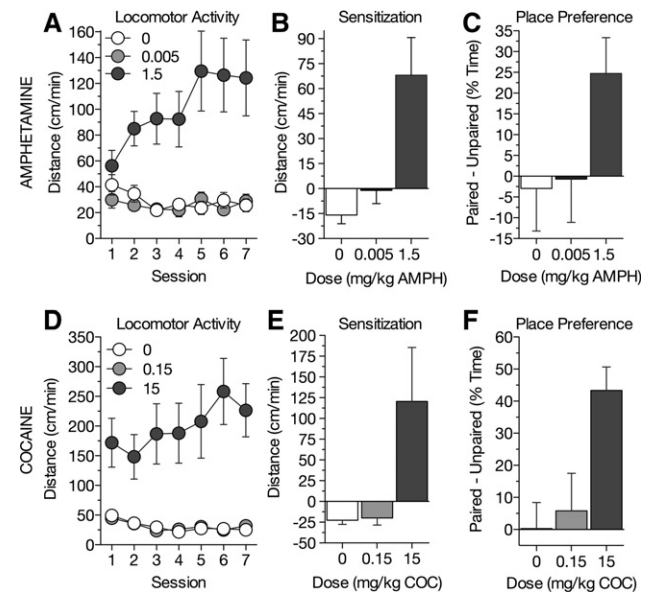 A Locomotor Activity
AMPHETAMINE
Distance (cm/min)
160
140
120
100
80
60
40
20
0
0
0.005
1.5
1 2 3 4 5 6 7
Session
B Sensitization
Distance (cm/min)
90
75
60
45
30
15
0
-15
-30
0 0.005 1.5
Dose (mg/kg AMPH)
C Place Preference
Paired - Unpaired (% Time)
35
30
25
20
15
10
5
0
-5
-10
-15
0 0.005 1.5
Dose (mg/kg AMPH)
D Locomotor Activity
COCAINE
Distance (cm/min)
350
300
250
200
150
100
50
0
0
0.15
15
1 2 3 4 5 6 7
Session
E Sensitization
Distance (cm/min)
200
175
150
125
100
75
50
25
0
-25
-50
0 0.15 15
Dose (mg/kg COC)
F Place Preference
Paired - Unpaired (% Time)
60
50
40
30
20
10
0
0 0.15 15
Dose (mg/kg COC)